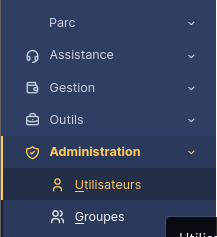 Parc
Assistance
Gestion
Outils
Administration
Utilisateurs
Groupes